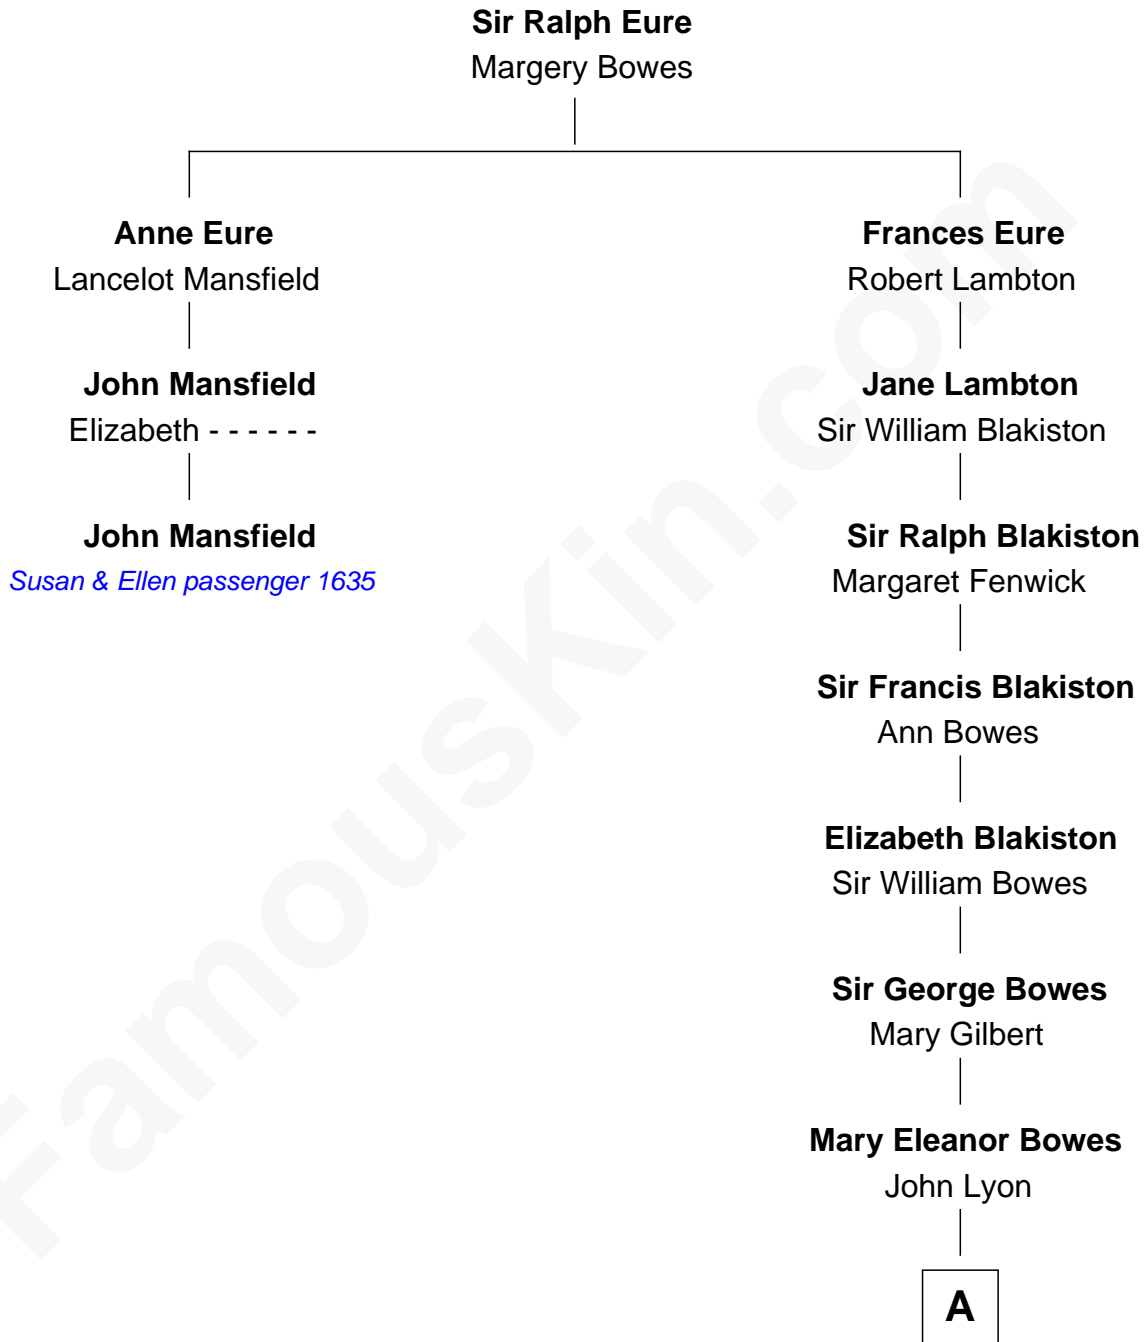 Sir Ralph Eure
Margery Bowes
Anne Eure
Lancelot Mansfield
Frances Eure
Robert Lambton
John Mansfield
Elizabeth - - - - - -
Jane Lambton
Sir William Blakiston
John Mansfield
Susan & Ellen passenger 1635
Sir Ralph Blakiston
Margaret Fenwick
Sir Francis Blakiston
Ann Bowes
Elizabeth Blakiston
Sir William Bowes
Sir George Bowes
Mary Gilbert
Mary Eleanor Bowes
John Lyon
A
FamousKin.com